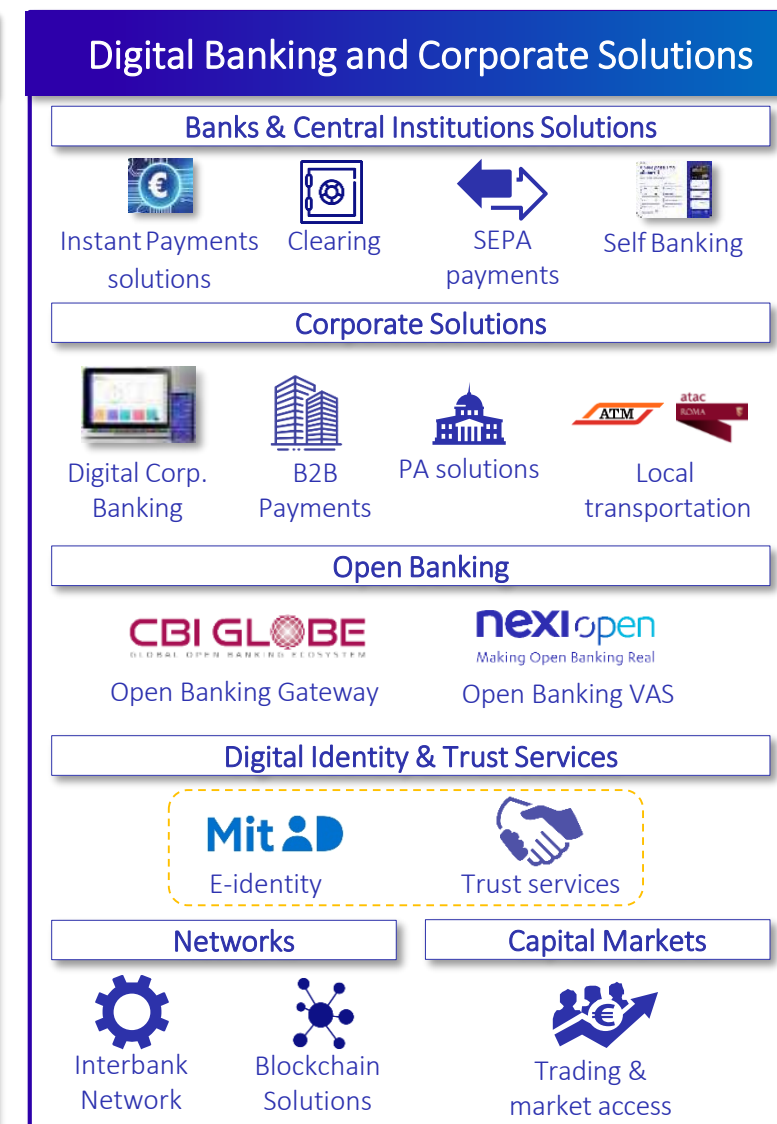 Digital Banking and Corporate Solutions
Banks & Central Institutions Solutions
Instant Payments
solutions
Clearing
SEPA
payments
Self Banking
Corporate Solutions
ATM
atac
ROMA
Digital Corp.
Banking
B2B
Payments
PA solutions
Local
transportation
Open Banking
CBI GLOBE
GLOBAL OPEN BANKING ECOSYSTEM
nexi open
Making Open Banking Real
Open Banking Gateway
Open Banking VAS
Digital Identity & Trust Services
Mit ID
E-identity
Trust services
Networks
Capital Markets
Interbank
Network
Blockchain
Solutions
Trading &
market access